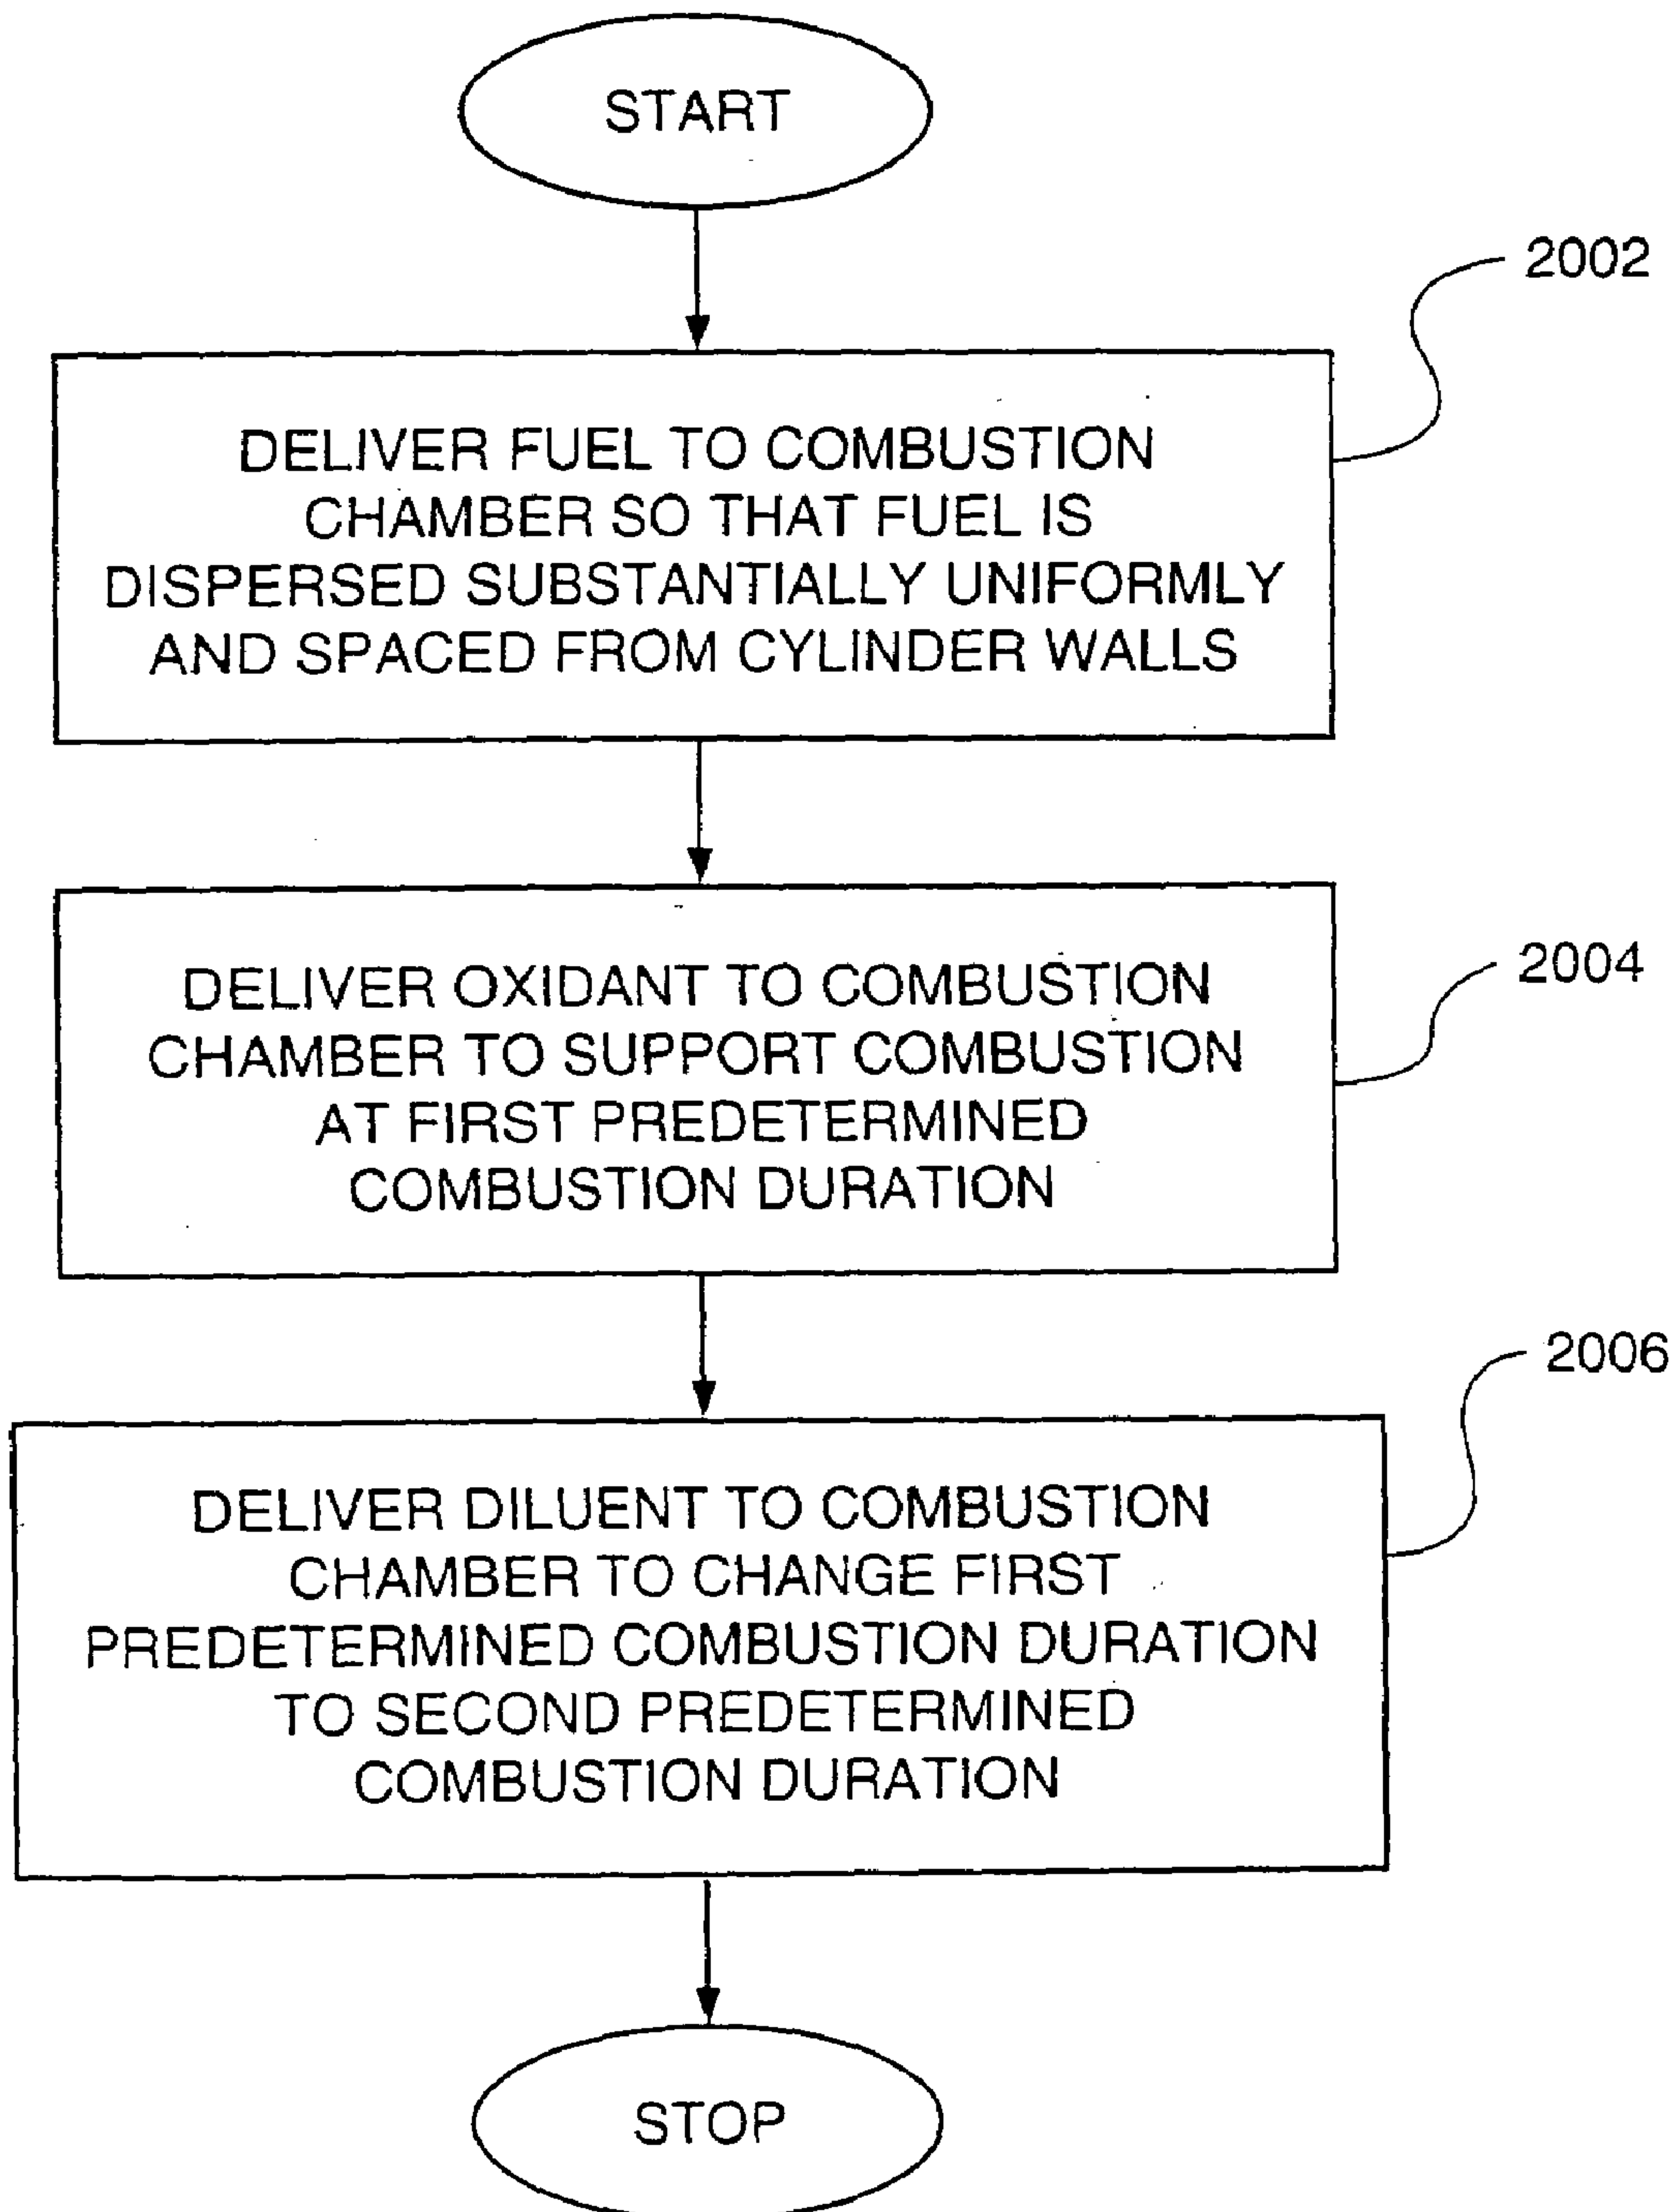 START
2002
DELIVER FUEL TO COMBUSTION
CHAMBER SO THAT FUEL IS
DISPERSED SUBSTANTIALLY UNIFORMLY
AND SPACED FROM CYLINDER WALLS
2004
DELIVER OXIDANT TO COMBUSTION
CHAMBER TO SUPPORT COMBUSTION
AT FIRST PREDETERMINED
COMBUSTION DURATION
2006
DELIVER DILUENT TO COMBUSTION
CHAMBER TO CHANGE FIRST
PREDETERMINED COMBUSTION DURATION
TO SECOND PREDETERMINED
COMBUSTION DURATION
STOP